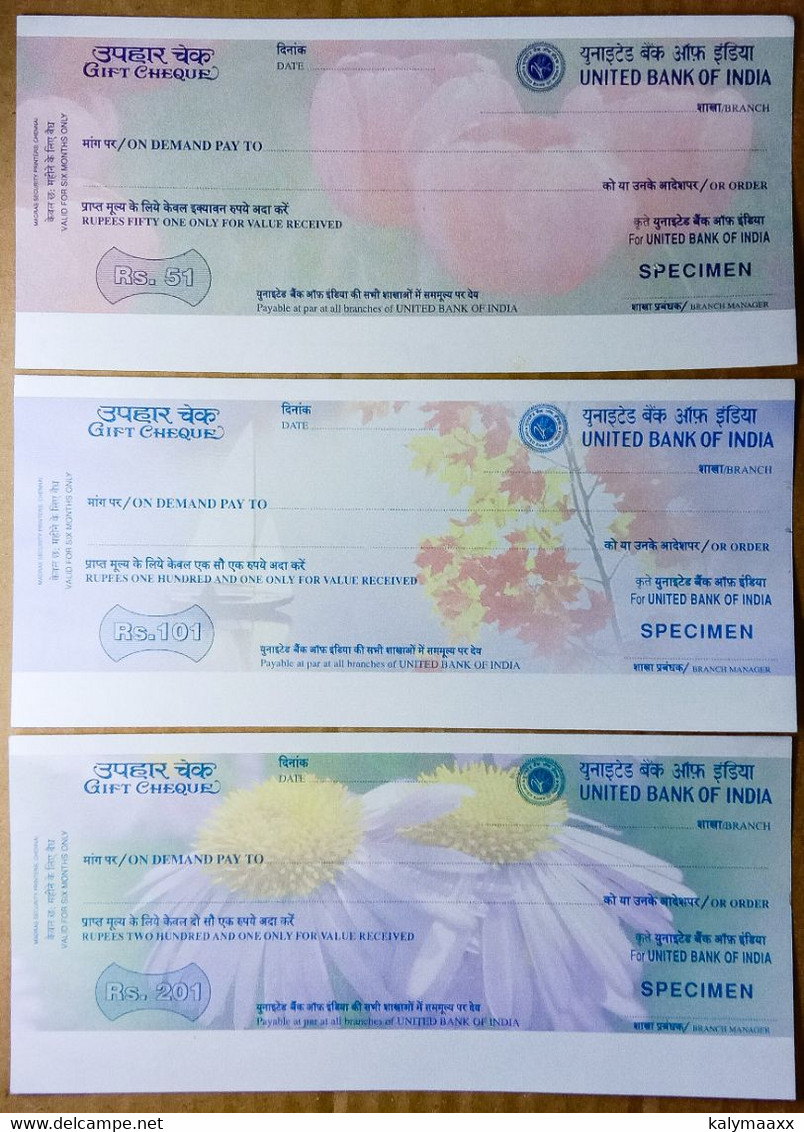 उपहार चेक
GIFT CHEQUE
दिनांक
DATE
युनाइटेड बैंक ऑफ़ इंडिया
UNITED BANK OF INDIA
शाखा/BRANCH
मांग पर/ON DEMAND PAY TO
को या उनके आदेशपर/OR ORDER
प्राप्त मूल्य के लिये केवल इक्यावन रुपये अदा करें
RUPEES FIFTY ONE ONLY FOR VALUE RECEIVED
कृते युनाइटेड बैंक ऑफ़ इंडिया
For UNITED BANK OF INDIA
Rs. 51
SPECIMEN
युनाइटेड बैंक ऑफ़ इंडिया की सभी शाखाओं में सममूल्य पर देय
Payable at par at all branches of UNITED BANK OF INDIA
शाखा प्रबंधक/ BRANCH MANAGER
MADRAS SECURITY PRINTERS, CHENNAI
केवल छ: महीने के लिए वैध
VALID FOR SIX MONTHS ONLY
उपहार चेक
GIFT CHEQUE
दिनांक
DATE
युनाइटेड बैंक ऑफ़ इंडिया
UNITED BANK OF INDIA
शाखा/BRANCH
मांग पर/ON DEMAND PAY TO
को या उनके आदेशपर/OR ORDER
प्राप्त मूल्य के लिये केवल एक सौ एक रुपये अदा करें
RUPEES ONE HUNDRED AND ONE ONLY FOR VALUE RECEIVED
कृते युनाइटेड बैंक ऑफ़ इंडिया
For UNITED BANK OF INDIA
Rs.101
SPECIMEN
युनाइटेड बैंक ऑफ़ इंडिया की सभी शाखाओं में सममूल्य पर देय
Payable at par at all branches of UNITED BANK OF INDIA
शाखा प्रबंधक/ BRANCH MANAGER
MADRAS SECURITY PRINTERS, CHENNAI
केवल छ: महीने के लिए वैध
VALID FOR SIX MONTHS ONLY
उपहार चेक
GIFT CHEQUE
दिनांक
DATE
युनाइटेड बैंक ऑफ़ इंडिया
UNITED BANK OF INDIA
शाखा/BRANCH
मांग पर/ON DEMAND PAY TO
को या उनके आदेशपर/OR ORDER
प्राप्त मूल्य के लिये केवल दो सौ एक रुपये अदा करें
RUPEES TWO HUNDRED AND ONE ONLY FOR VALUE RECEIVED
कृते युनाइटेड बैंक ऑफ़ इंडिया
For UNITED BANK OF INDIA
Rs. 201
SPECIMEN
युनाइटेड बैंक ऑफ़ इंडिया की सभी शाखाओं में सममूल्य पर देय
Payable at par at all branches of UNITED BANK OF INDIA
शाखा प्रबंधक/ BRANCH MANAGER
MADRAS SECURITY PRINTERS, CHENNAI
केवल छ: महीने के लिए वैध
VALID FOR SIX MONTHS ONLY
©Delcampe.net
kalymaaxx